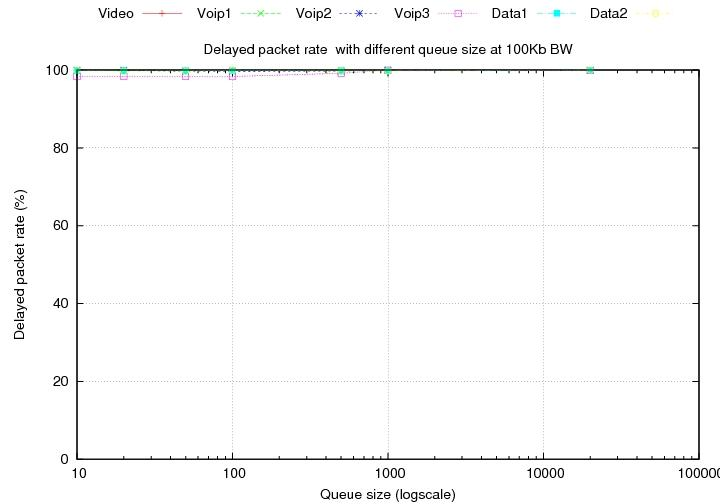 Video Voip1 Voip2 Voip3 Data1 Data2
Delayed packet rate with different queue size at 100Kb BW
100
80
60
40
20
0
Delayed packet rate (%)
10 100 1000 10000 100000
Queue size (logscale)